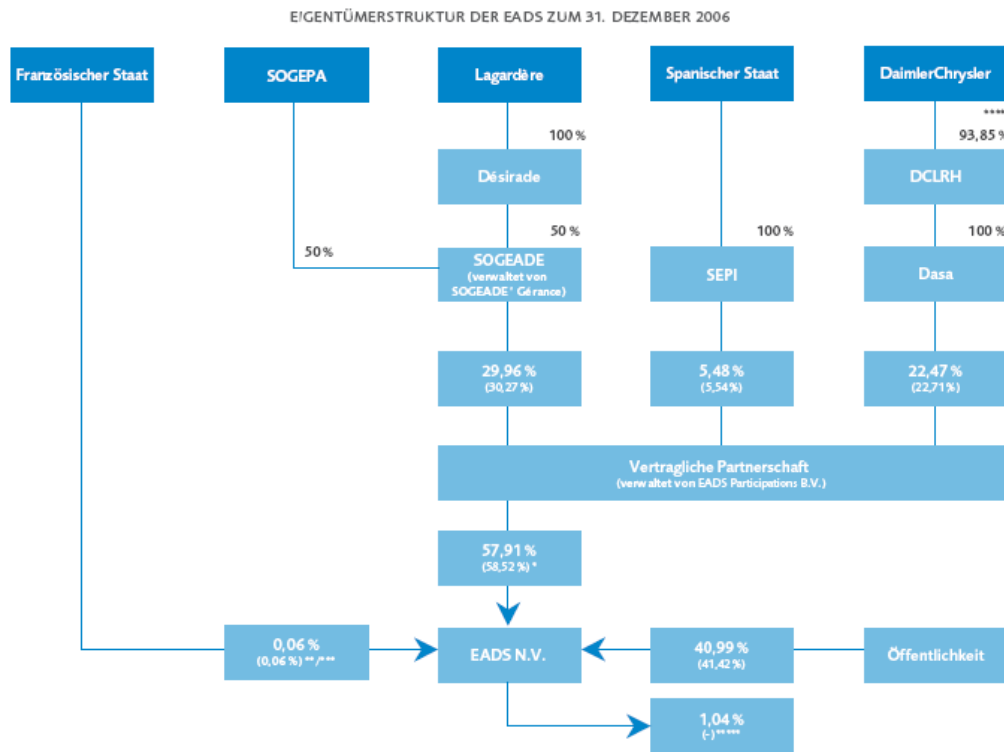 E!GENTÜMERSTRUKTUR DER EADS ZUM 31. DEZEMBER 2006
Französischer Staat
SOGEPA
Lagardère
Spanischer Staat
DaimlerChrysler
****
100 %
93,85 %
Désirade
DCLRH
50 %
50 %
100 %
100 %
SOGEADE
(verwaltet von
SOGEADE* Gérance)
SEPI
Dasa
29,96 %
(30,27 %)
5,48 %
(5,54 %)
22,47 %
(22,71 %)
Vertragliche Partnerschaft
(verwaltet von EADS Participations B.V.)
57,91 %
(58,52 %) *
0,06 %
(0,06 %) **/***
EADS N.V.
40,99 %
(41,42 %)
Öffentlichkeit
1,04 %
(-) *****